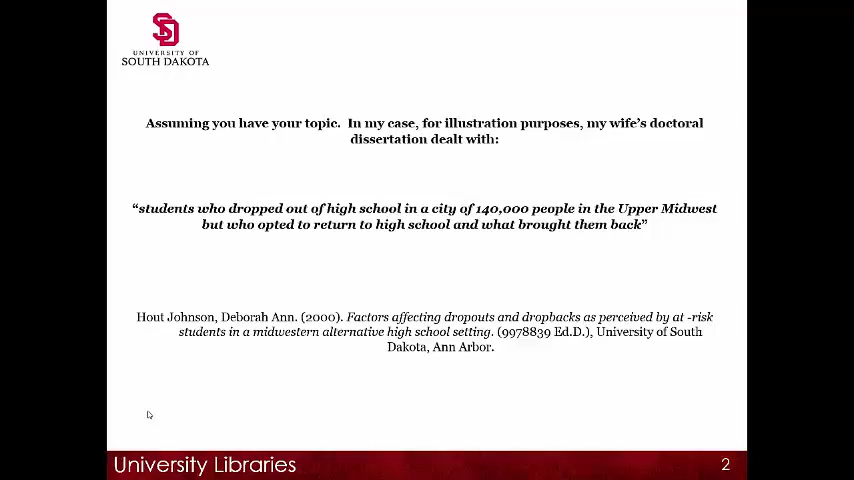 UNIVERSITY OF
SOUTH DAKOTA
Assuming you have your topic.  In my case, for illustration purposes, my wife's doctoral
dissertation dealt with:
"students who dropped out of high school in a city of 140,000 people in the Upper Midwest
but who opted to return to high school and what brought them back"
Hout Johnson, Deborah Ann. (2000). Factors affecting dropouts and dropbacks as perceived by at -risk
students in a midwestern alternative high school setting. (9978839 Ed.D.), University of South
Dakota, Ann Arbor.
University Libraries
2